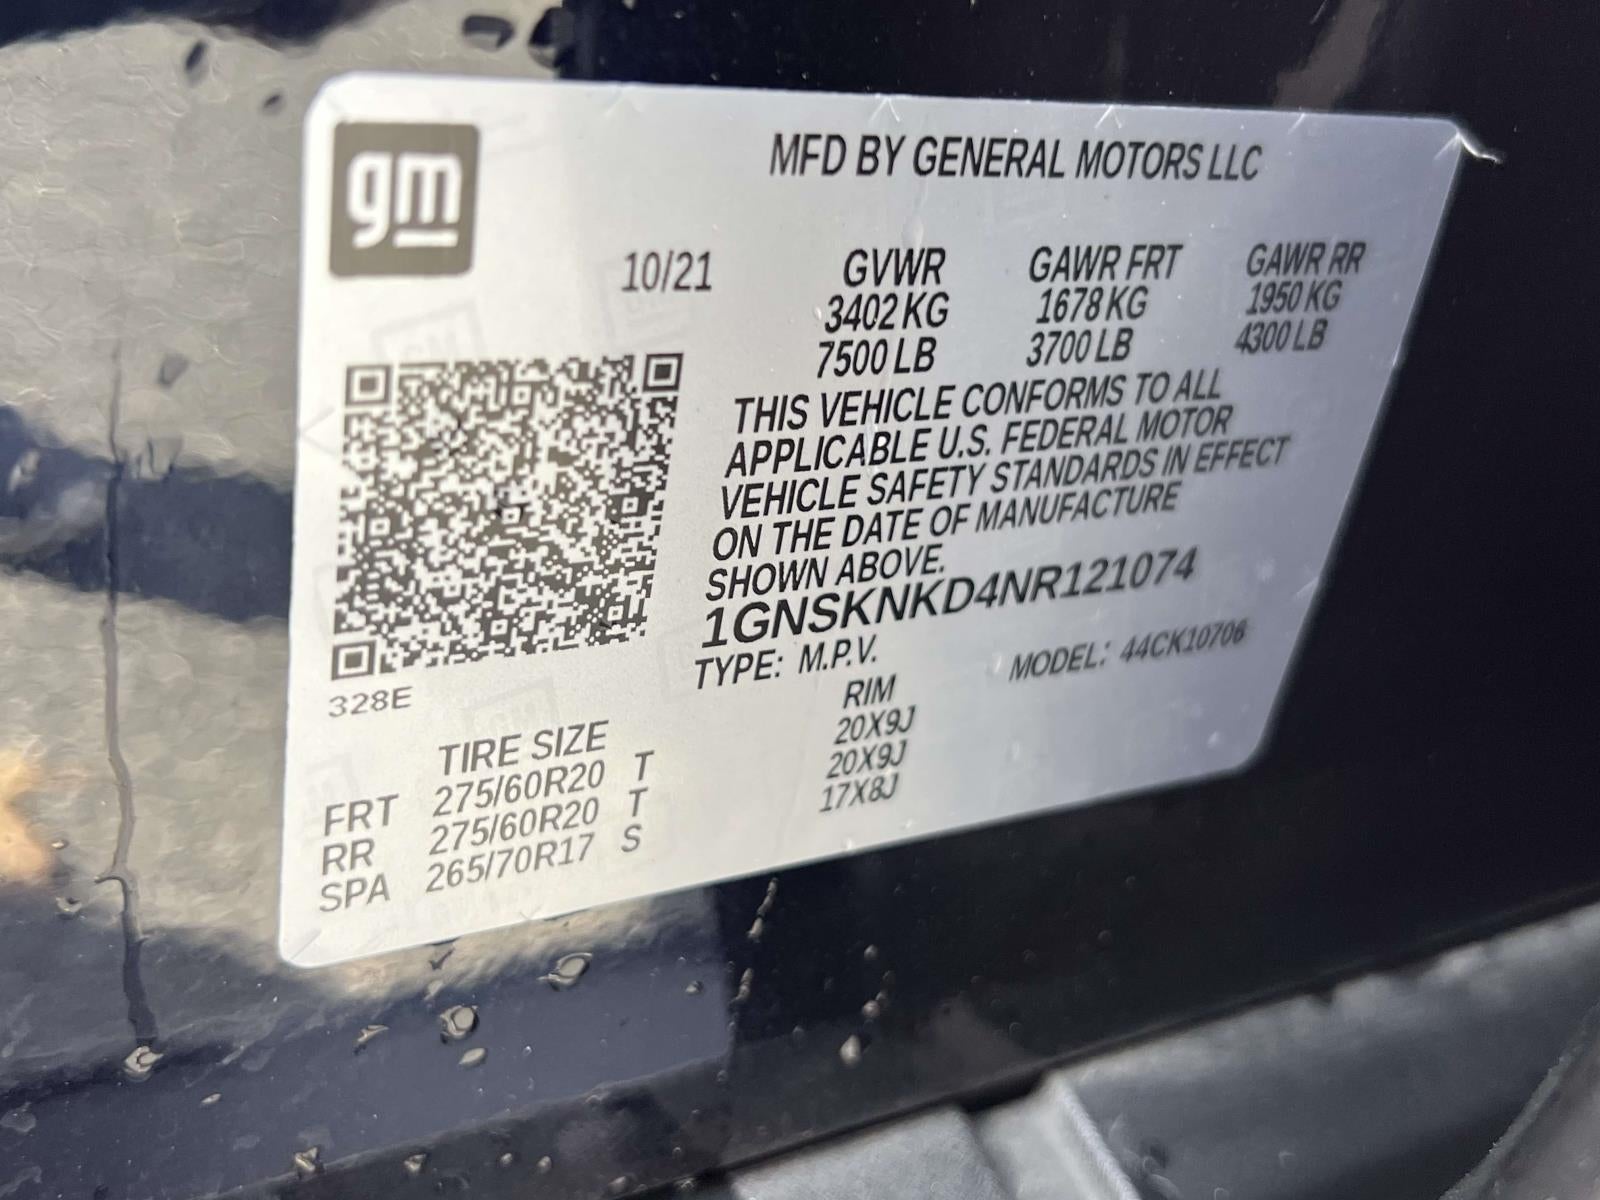 gm
MFD BY GENERAL MOTORS LLC
10/21 GVWR GAWR FRT GAWR RR
3402 KG 1678 KG 1950 KG
7500 LB 3700 LB 4300 LB
THIS VEHICLE CONFORMS TO ALL
APPLICABLE U.S. FEDERAL MOTOR
VEHICLE SAFETY STANDARDS IN EFFECT
ON THE DATE OF MANUFACTURE
SHOWN ABOVE.
1GNSKNKD4NR121074
TYPE: M.P.V. MODEL: 44CK10706
328E
TIRE SIZE RIM
FRT 275/60R20 T 20X9J
RR 275/60R20 T 20X9J
SPA 265/70R17 S 17X8J